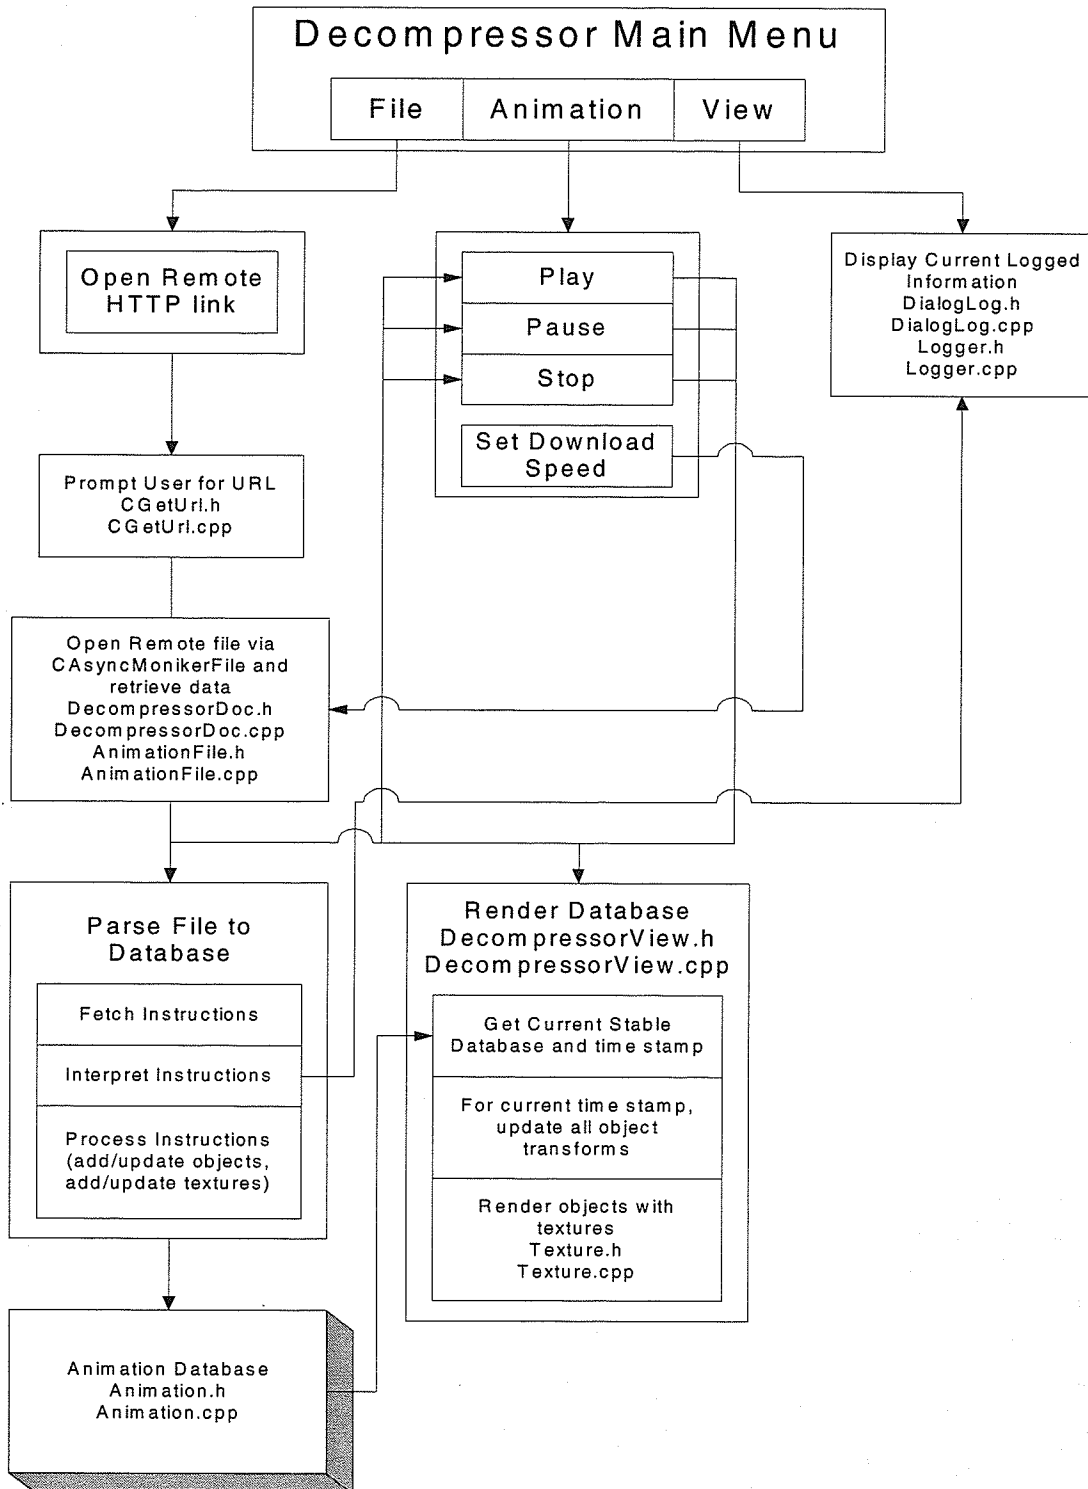 Decompressor Main Menu
File
Animation
View
Open Remote
HTTP link
Play
Pause
Stop
Set Download
Speed
Display Current Logged
Information
DialogLog.h
DialogLog.cpp
Logger.h
Logger.cpp
Prompt User for URL
CGetUrl.h
CGetUrl.cpp
Open Remote file via
CAsyncMonikerFile and
retrieve data
DecompressorDoc.h
DecompressorDoc.cpp
AnimationFile.h
AnimationFile.cpp
Parse File to
Database
Fetch Instructions
Interpret Instructions
Process Instructions
(add/update objects,
add/update textures)
Render Database
DecompressorView.h
DecompressorView.cpp
Get Current Stable
Database and time stamp
For current time stamp,
update all object
transforms
Render objects with
textures
Texture.h
Texture.cpp
Animation Database
Animation.h
Animation.cpp